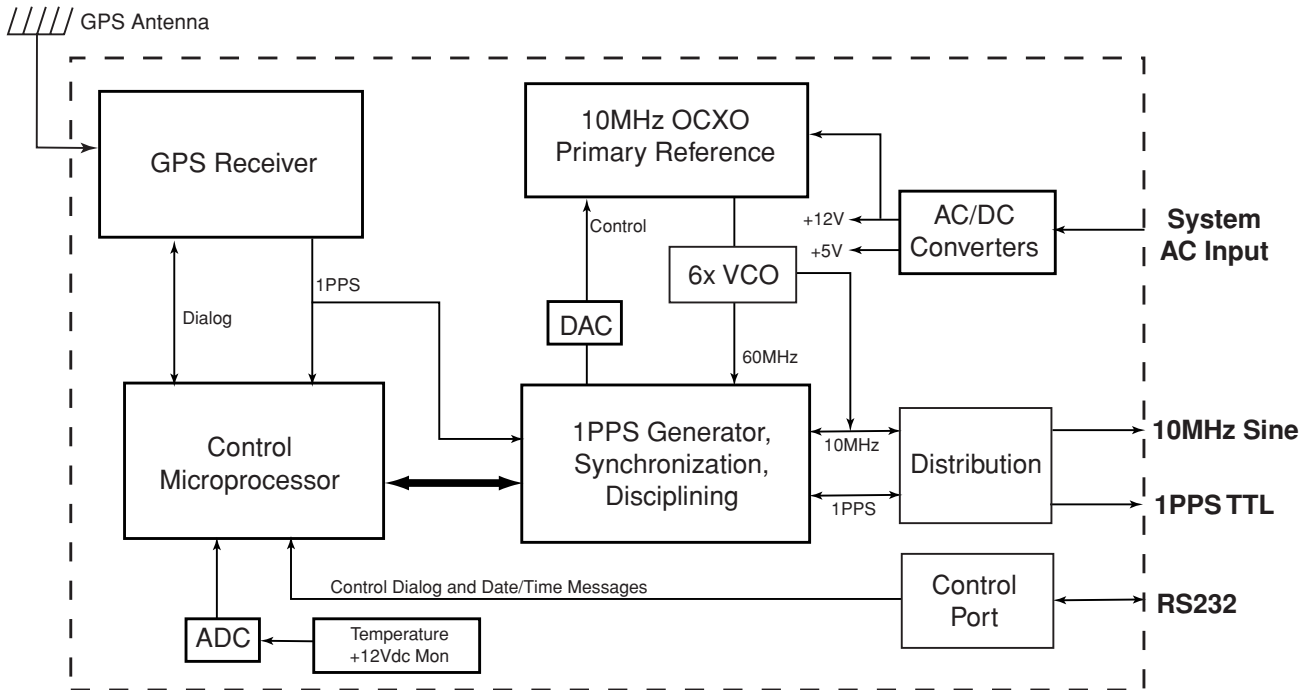 GPS Antenna
GPS Receiver
10MHz OCXO
Primary Reference
Control
+12V
+5V
AC/DC
Converters
System
AC Input
6x VCO
1PPS
Dialog
DAC
60MHz
Control
Microprocessor
1PPS Generator,
Synchronization,
Disciplining
10MHz
1PPS
Distribution
10MHz Sine
1PPS TTL
Control Dialog and Date/Time Messages
Control
Port
RS232
ADC
Temperature
+12Vdc Mon